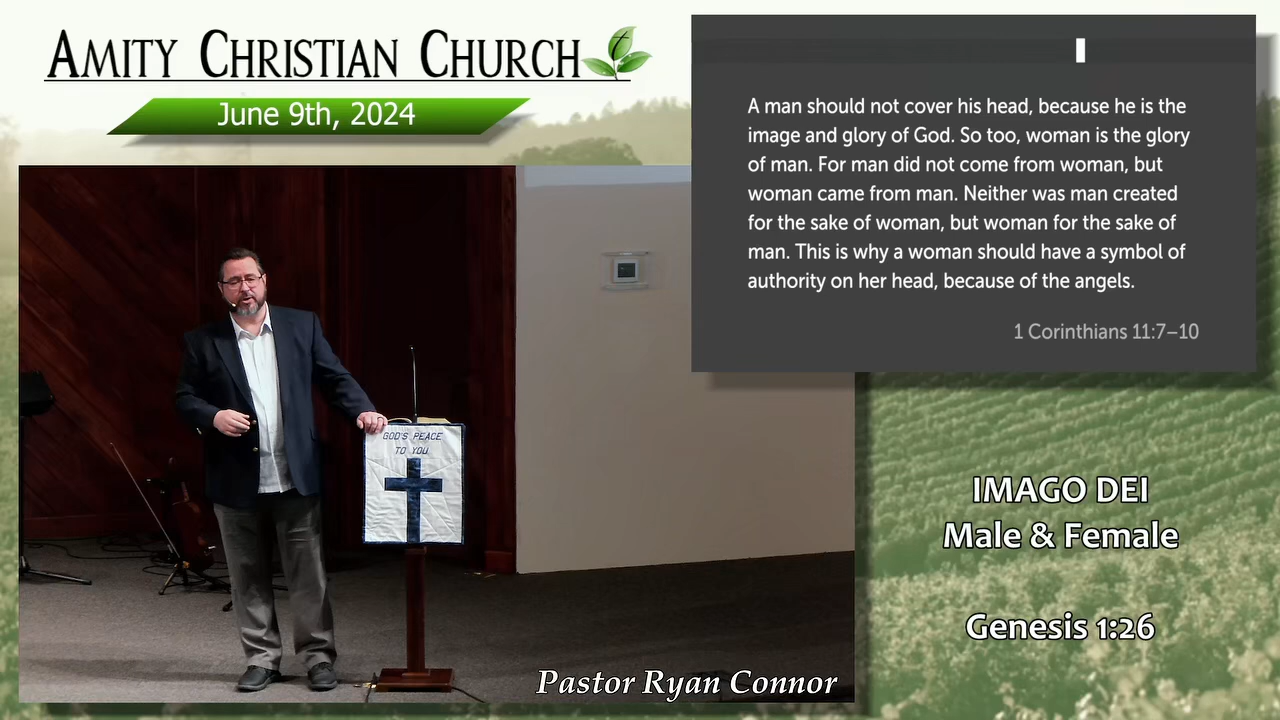 AMITY CHRISTIAN CHURCH
June 9th, 2024
A man should not cover his head, because he is the
image and glory of God. So too, woman is the glory
of man. For man did not come from woman, but
woman came from man. Neither was man created
for the sake of woman, but woman for the sake of
man. This is why a woman should have a symbol of
authority on her head, because of the angels.
1 Corinthians 11:7–10
GOD'S PEACE
TO YOU
IMAGO DEI
Male & Female
Genesis 1:26
Pastor Ryan Connor